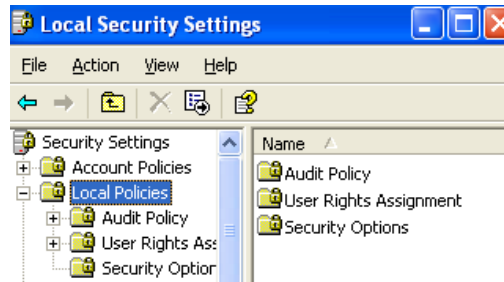 Local Security Settings
File Action View Help
Security Settings
Account Policies
Local Policies
Audit Policy
User Rights Ass
Security Option
Name
Audit Policy
User Rights Assignment
Security Options